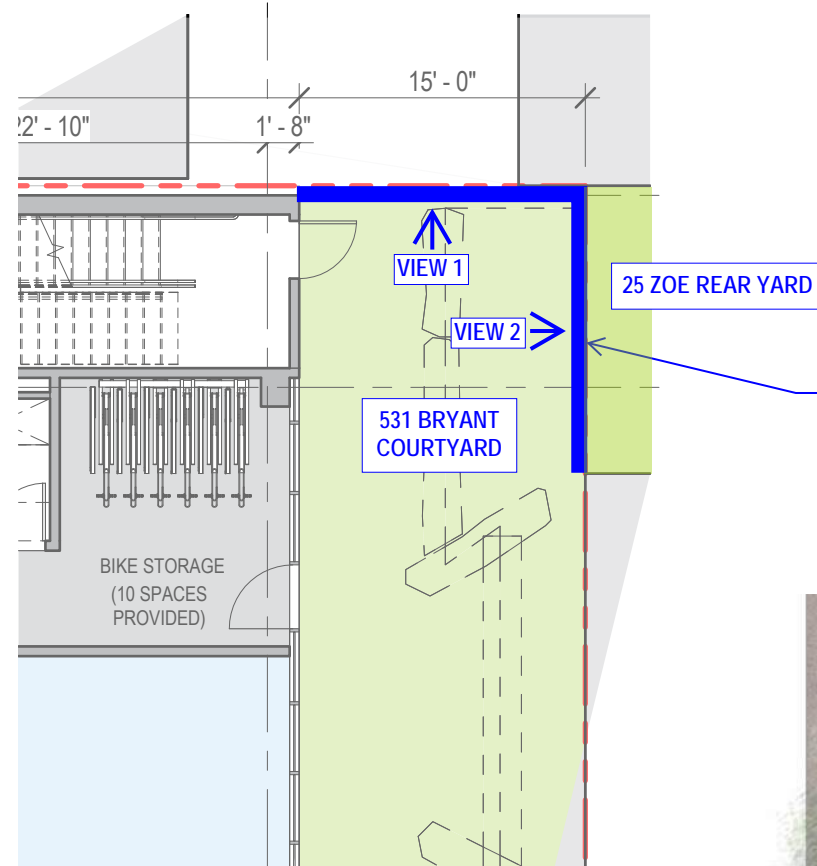 15' - 0"
22' - 10"
1' - 8"
VIEW 1
25 ZOE REAR YARD
VIEW 2
531 BRYANT
COURTYARD
BIKE STORAGE
(10 SPACES
PROVIDED)